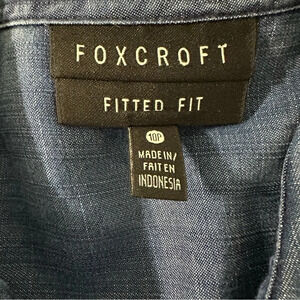 FOXCROFT
FITTED FIT
10P
MADE IN/
FAIT EN
INDONESIA